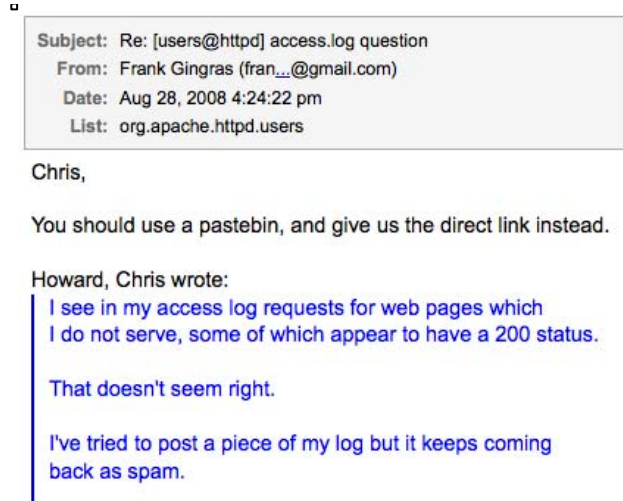 Subject: Re: [users@httpd] access.log question
From: Frank Gingras (fran...@gmail.com)
Date: Aug 28, 2008 4:24:22 pm
List: org.apache.httpd.users
Chris,
You should use a pastebin, and give us the direct link instead.
Howard, Chris wrote:
I see in my access log requests for web pages which
I do not serve, some of which appear to have a 200 status.
That doesn't seem right.
I've tried to post a piece of my log but it keeps coming
back as spam.